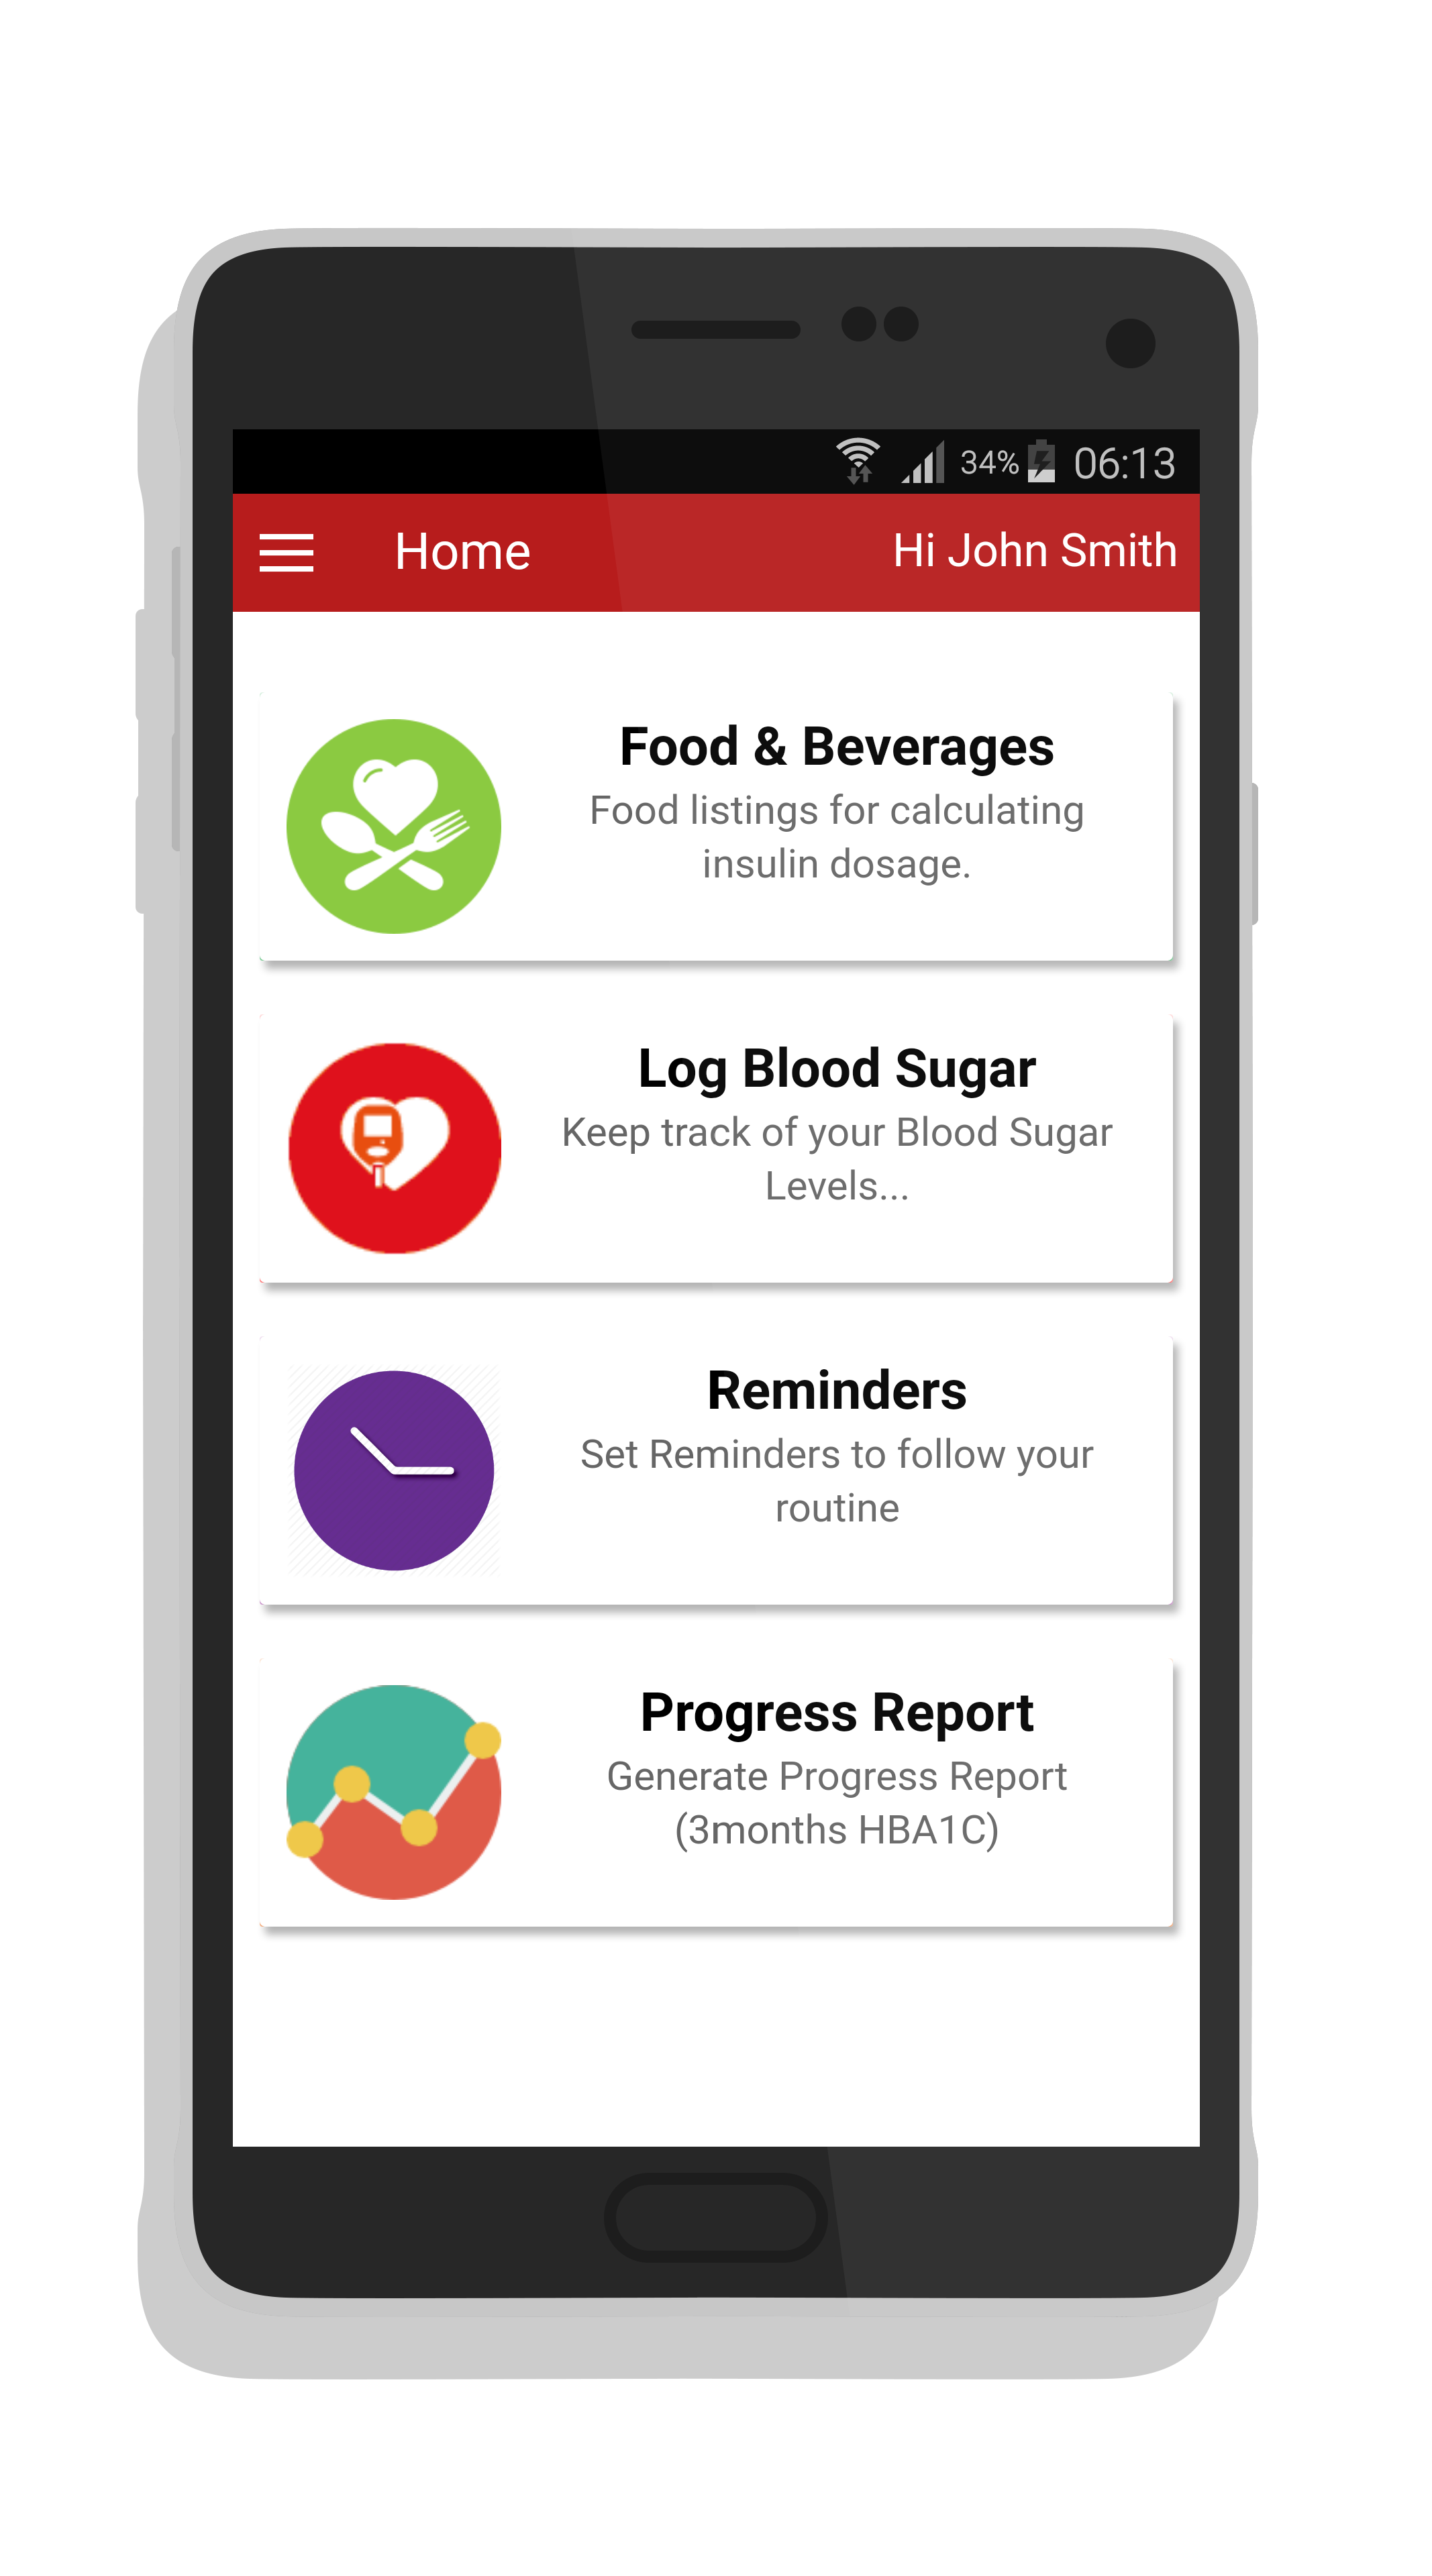 34% 06:13
Home Hi John Smith
Food & Beverages
Food listings for calculating
insulin dosage.
Log Blood Sugar
Keep track of your Blood Sugar
Levels...
Reminders
Set Reminders to follow your
routine
Progress Report
Generate Progress Report
(3months HBA1C)